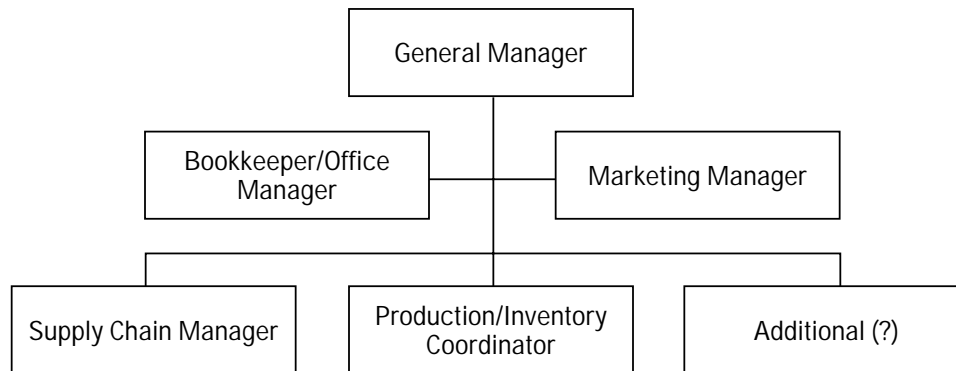 General Manager
Bookkeeper/Office
Manager
Marketing Manager
Supply Chain Manager
Production/Inventory
Coordinator
Additional (?)